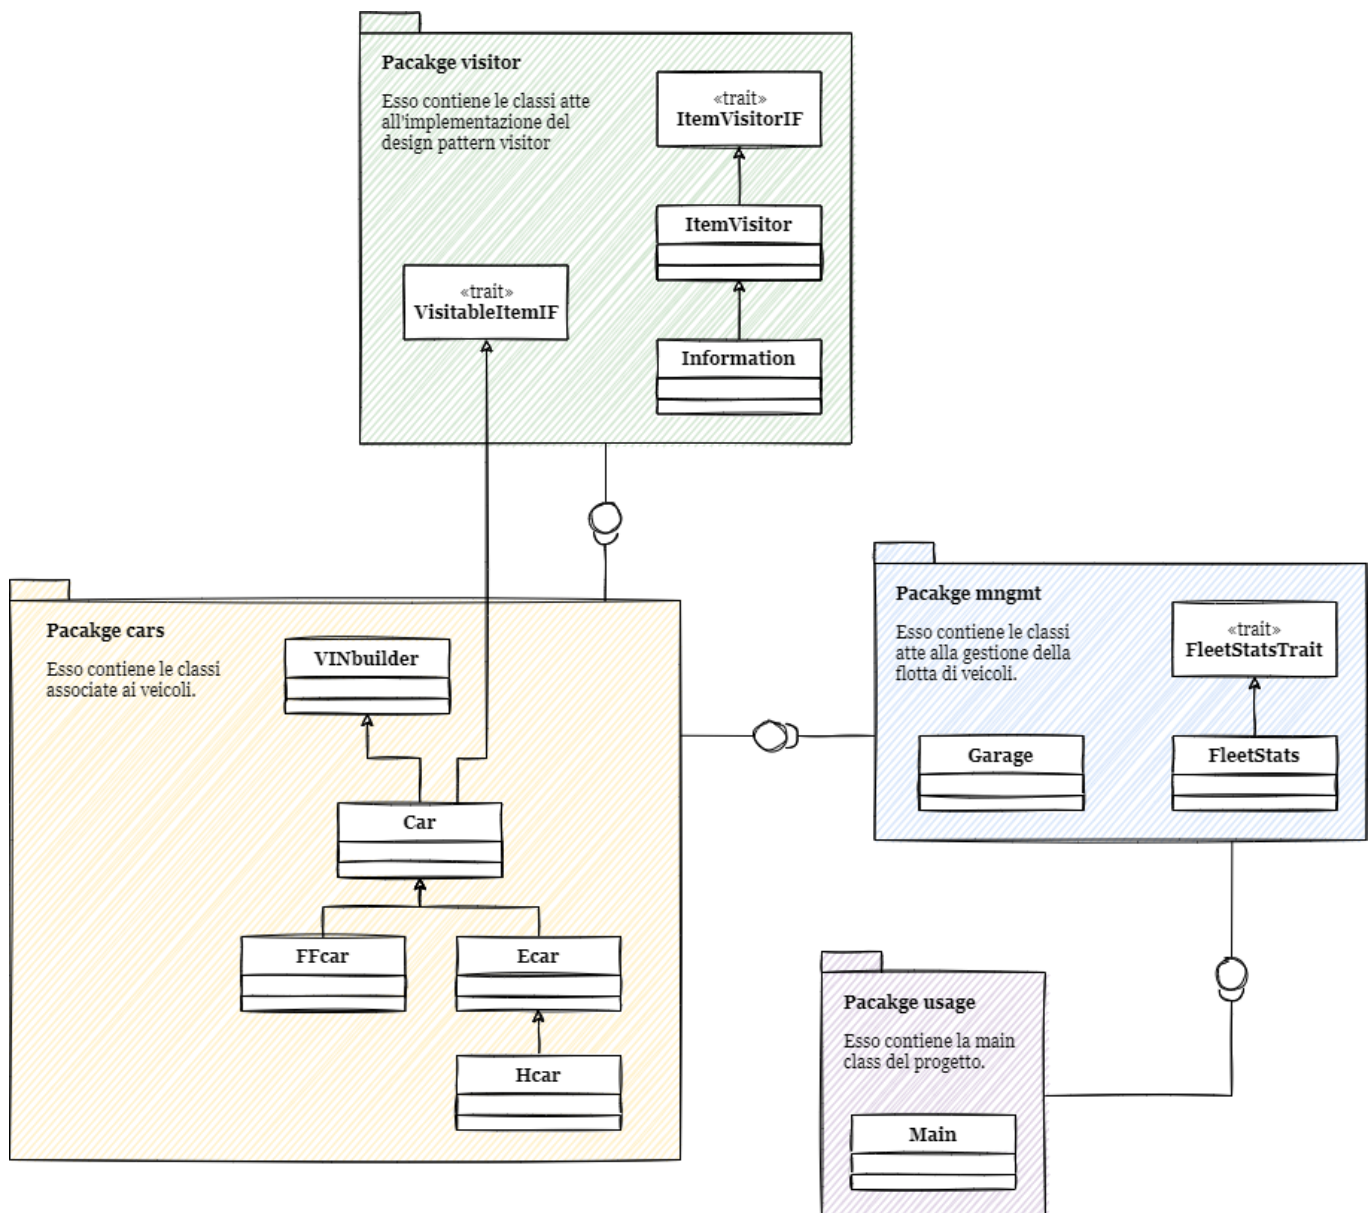 Pacakge visitor
Esso contiene le classi atte
all'implementazione del
design pattern visitor
«trait»
ItemVisitorIF
ItemVisitor
«trait»
VisitableItemIF
Information
Pacakge cars
Esso contiene le classi
associate ai veicoli.
VINbuilder
Car
FFcar
Ecar
Hcar
Pacakge mngmt
Esso contiene le classi
atte alla gestione della
flotta di veicoli.
«trait»
FleetStatsTrait
Garage
FleetStats
Pacakge usage
Esso contiene la main
class del progetto.
Main